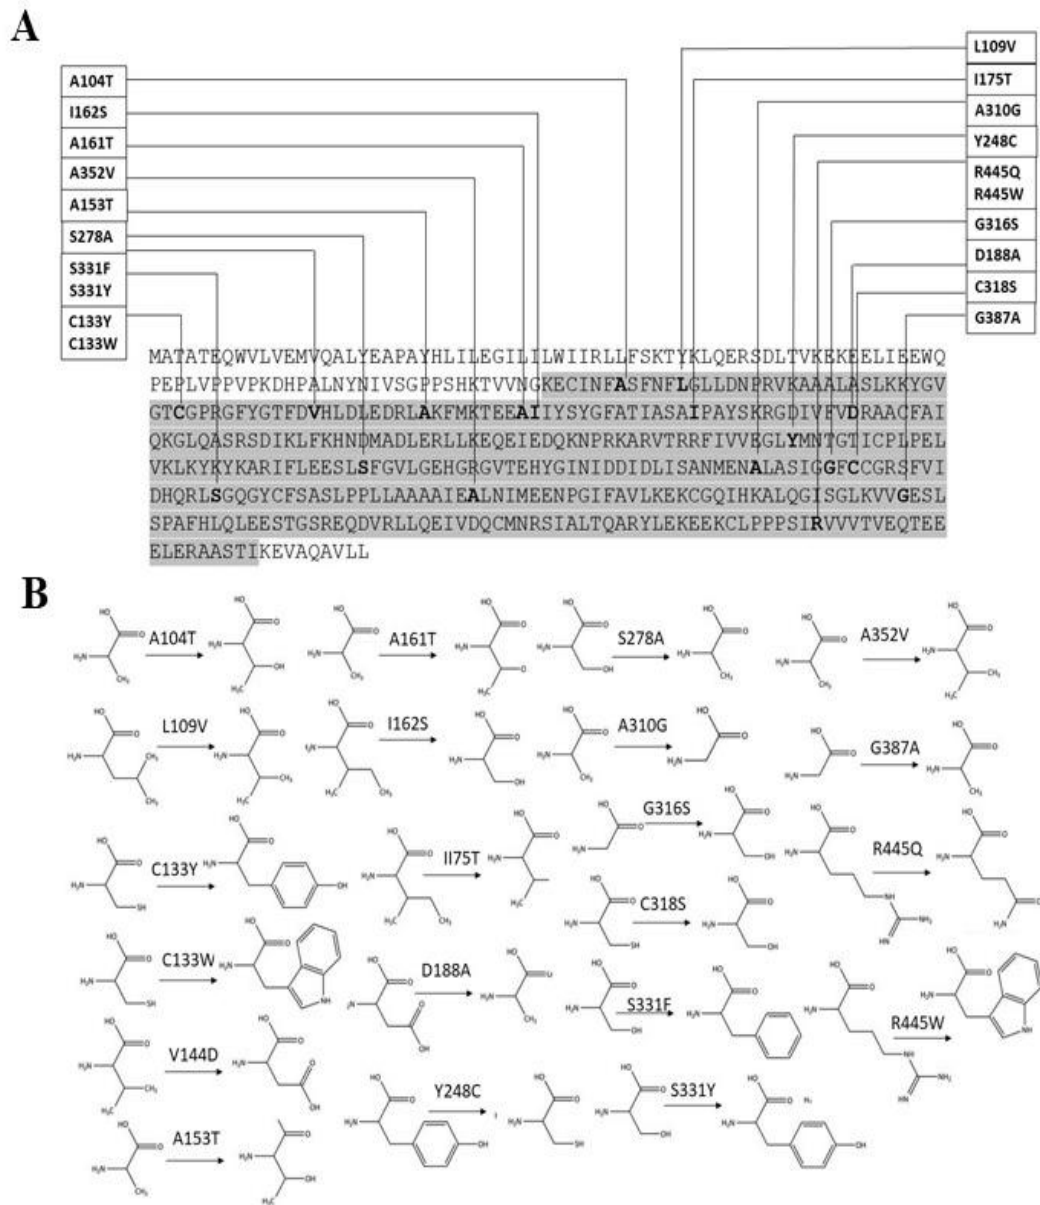 A
A104T
I162S
A161T
A352V
A153T
S278A
S331F
S331Y
C133Y
C133W
L109V
I175T
A310G
Y248C
R445Q
R445W
G316S
D188A
C318S
G387A
MATATEQWVLVEMVQALYEAPAYHLILEGILILWIIRLLFSKTYKLQERSDLTVKEKEELIEEWQ
PEPLVPPVPKDHPALNYNIVSGPPSHKTVVNGKECINFASFNFLGLLDNPRVKAAALASLKKYGV
GTCGPRGFYGTFDVHLDLEDRLAKFMKTEEAIIYSYGFATIASAIPAYSKRGDIVFVDRAACFAI
QKGLQASRSDIKLFKHNDMADLERLLKEQEIEDQKNPRKARVTRRFIVVEGLYMNTGTICPLPEL
VKLKYKYKARIFLEESLSFGVLGEHGRGVTEHYGINIDDIDLISANMENALASIGGFCCGRSFVI
DHQRLSGQGYCFSASLPPLLAAAAIEALNIMEENPGIFAVLKEKCGQIHKALQGISGLKVVGESL
SPAFHLQLEESTGSREQDVRLLQEIVDQCMNRSIALTQARYLEKEEKCLPPPSIRVVVTVEQTEE
ELERAASTIKEVAQAVLL
B
A104T
A161T
S278A
A352V
L109V
I162S
A310G
G387A
C133Y
II75T
G316S
R445Q
C318S
C133W
D188A
S331F
R445W
V144D
Y248C
S331Y
A153T